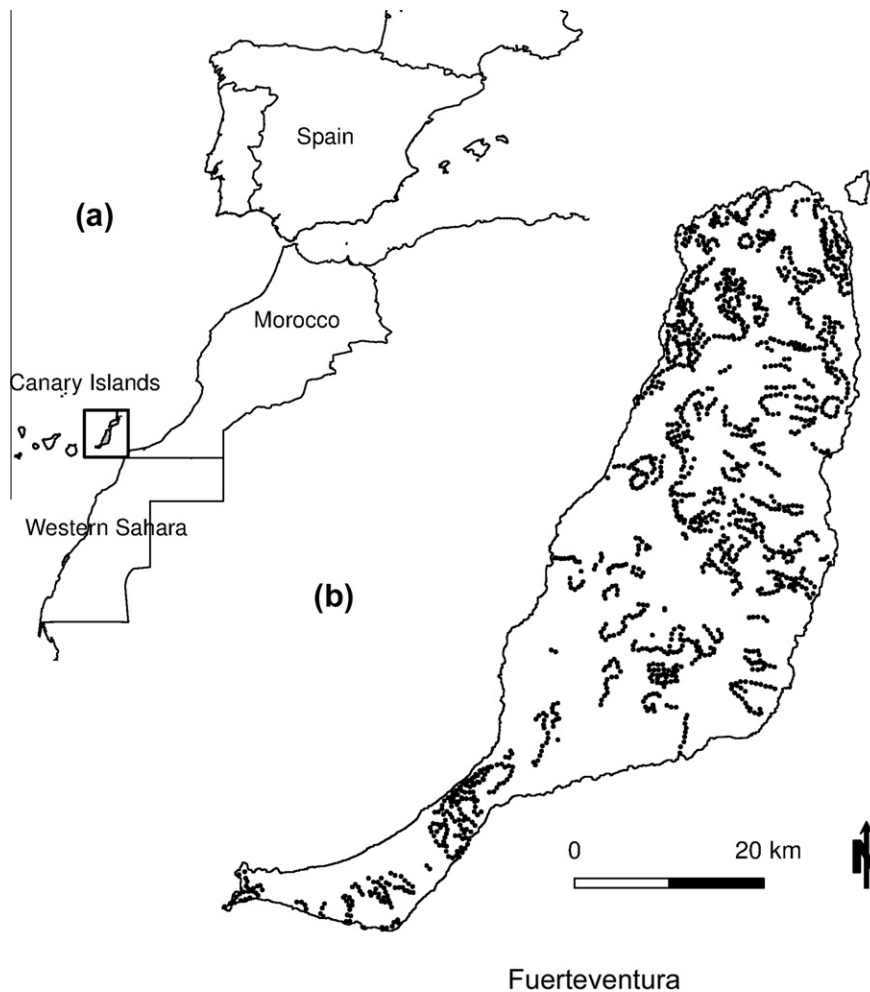 Spain
(a)
Morocco
Canary Islands
Western Sahara
(b)
0 20 km
N
Fuerteventura